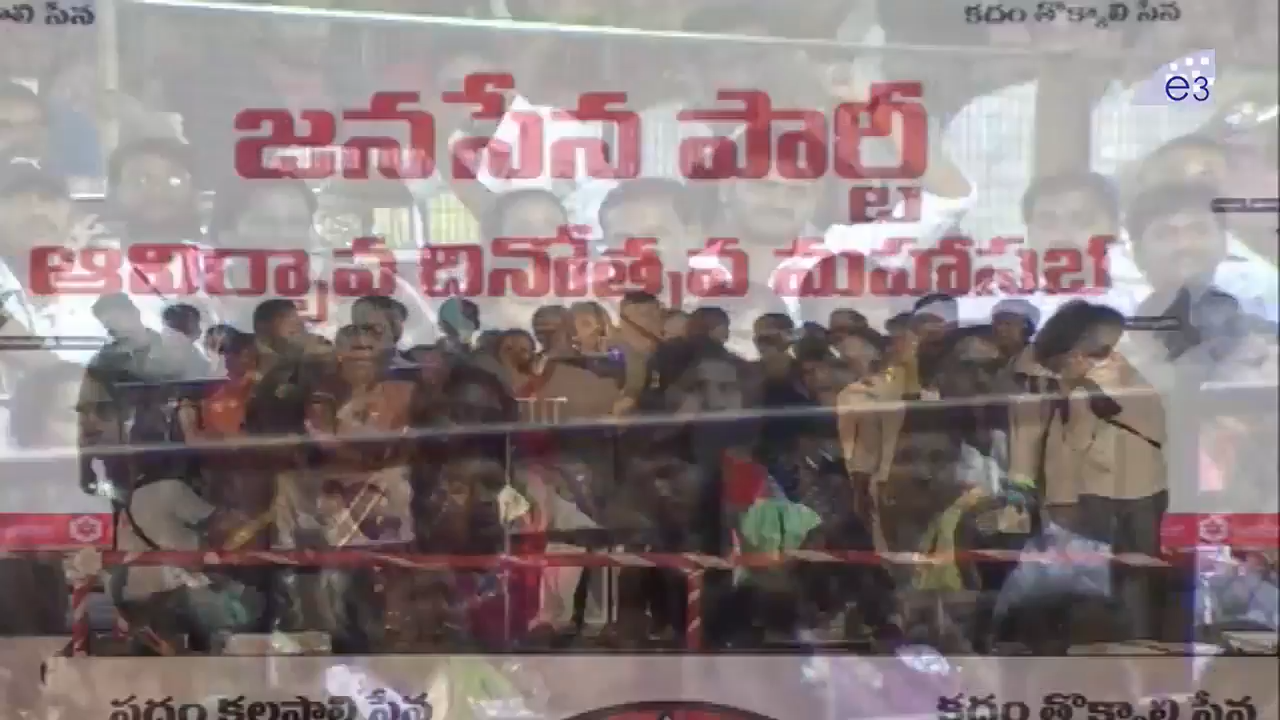 సేన
కదం తొక్కాలి సేన
e3
జనసేన పార్టీ
ఆవిర్భావ దినోత్సవ మహాసభ
పదం కలపాలి సేన
కదం తొక్కాలి సేన